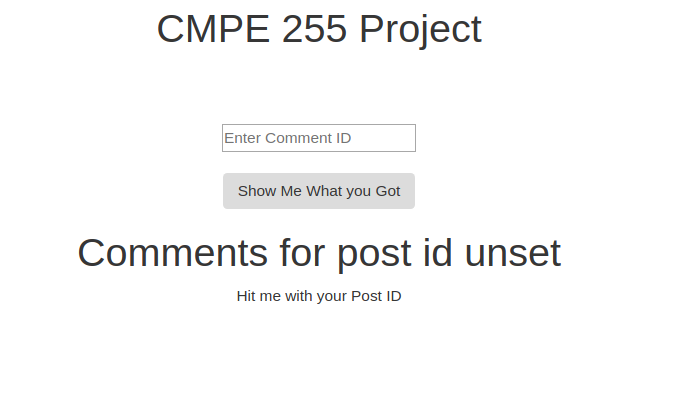 CMPE 255 Project
Enter Comment ID
Show Me What you Got
Comments for post id unset
Hit me with your Post ID